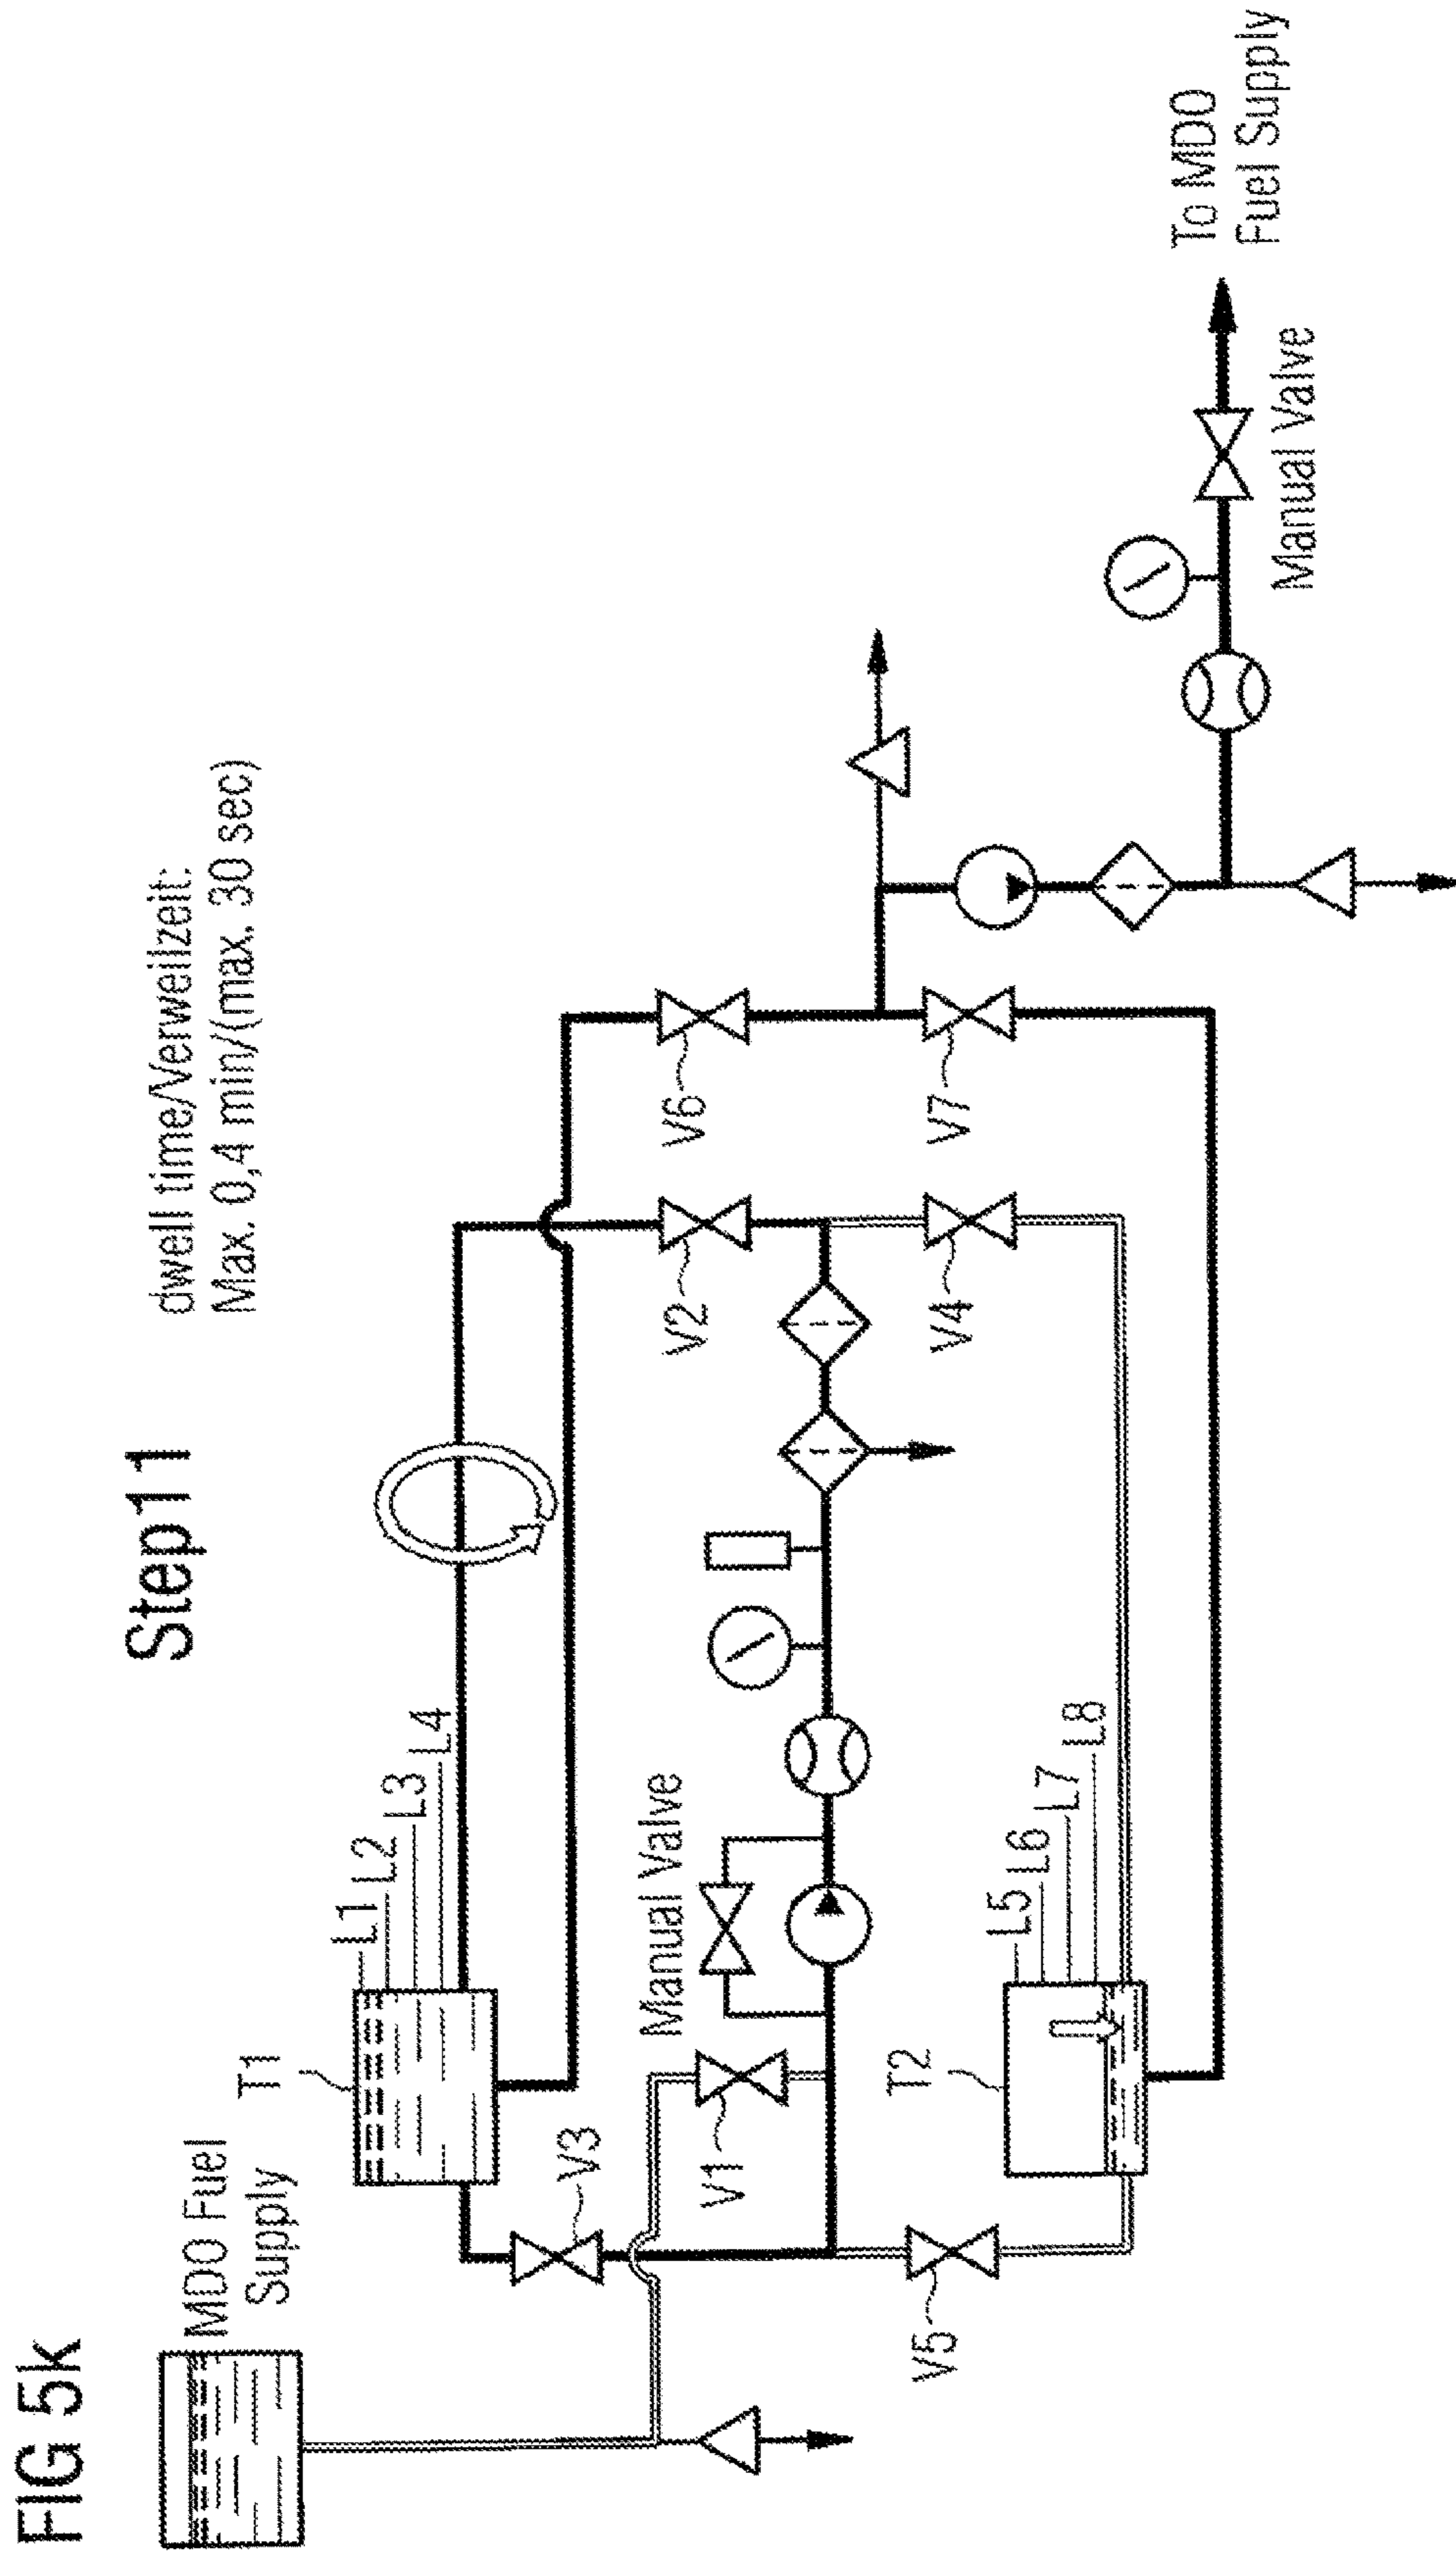 FIG 5k
Step11
dwell time/Verweilzeit:
Max. 0,4 min/(max. 30 sec)
MDO Fuel
Supply
T1
L1
L2
L3
L4
V3
V1
Manual Valve
V2
V6
V5
T2
L5
L6
L7
L8
V4
V7
To MDO
Fuel Supply
Manual Valve